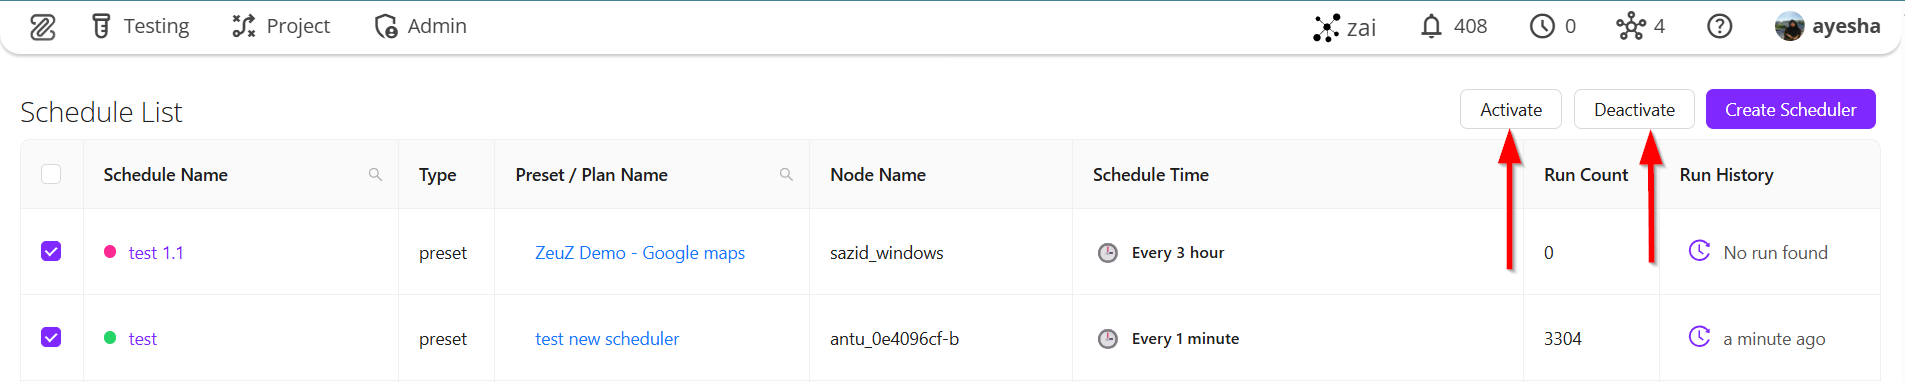 Testing Project Admin zai 408 0 4 ayesha
Schedule List Activate Deactivate Create Scheduler
Schedule Name Type Preset / Plan Name Node Name Schedule Time Run Count Run History
test 1.1 preset ZeuZ Demo - Google maps sazid_windows Every 3 hour 0 No run found
test preset test new scheduler antu_0e4096cf-b Every 1 minute 3304 a minute ago